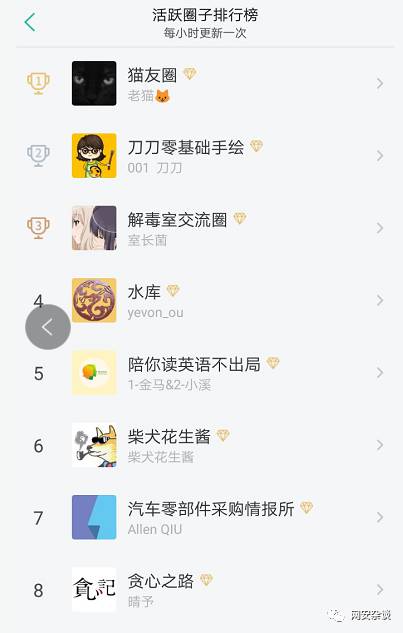 活跃圈子排行榜
每小时更新一次
1
猫友圈
老猫
2
刀刀零基础手绘
001 刀刀
3
解毒室交流圈
室长菌
4
水库
yevon_ou
5
陪你读英语不出局
1-金马&2-小溪
6
柴犬花生酱
柴犬花生酱
7
汽车零部件采购情报所
Allen QIU
8
貪心記
贪心之路
晴予
网安杂谈